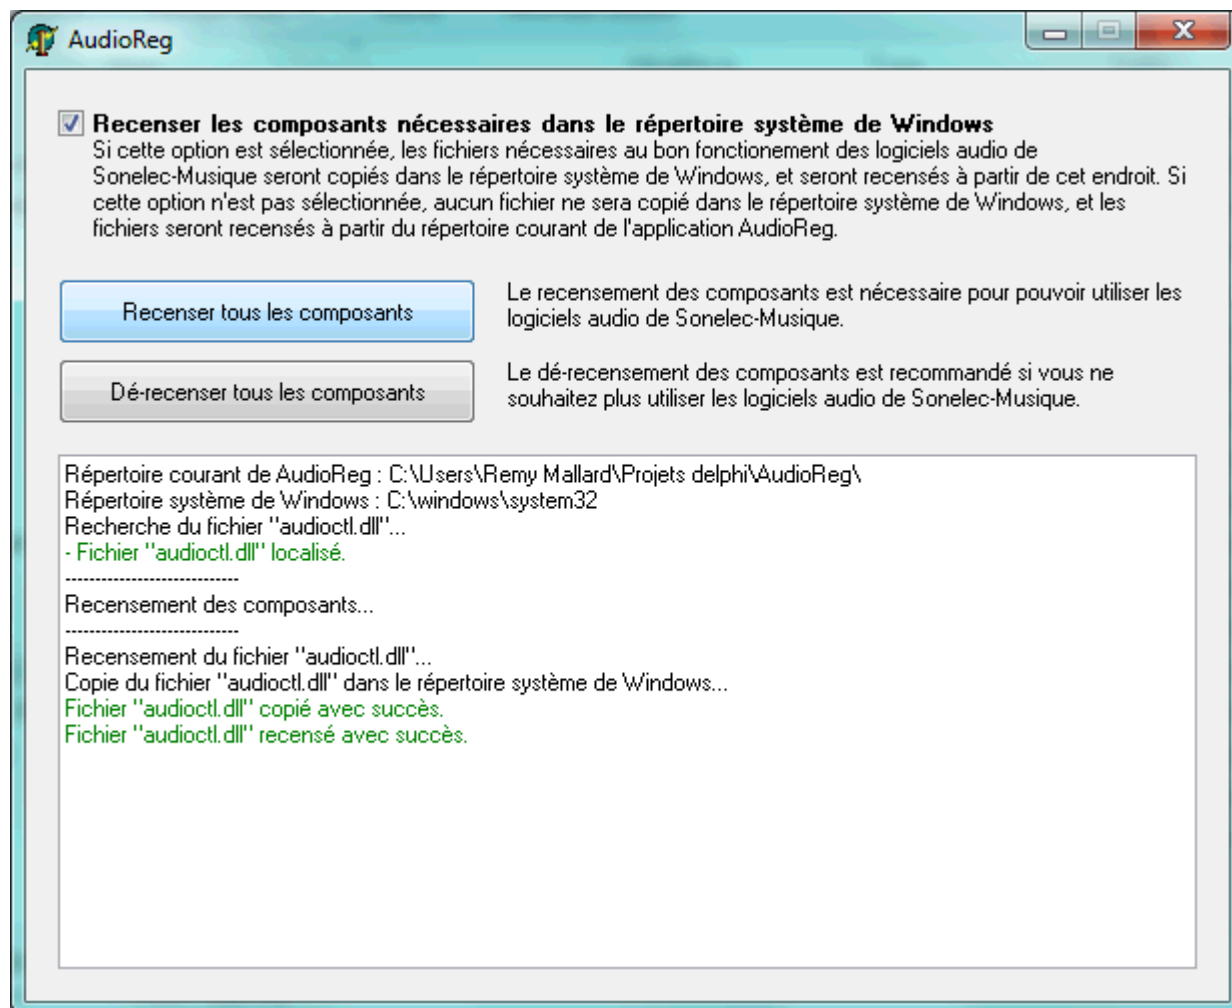 AudioReg
Recenser les composants nécessaires dans le répertoire système de Windows
Si cette option est sélectionnée, les fichiers nécessaires au bon fonctionement des logiciels audio de
Sonelec-Musique seront copiés dans le répertoire système de Windows, et seront recensés à partir de cet endroit. Si
cette option n'est pas sélectionnée, aucun fichier ne sera copié dans le répertoire système de Windows, et les
fichiers seront recensés à partir du répertoire courant de l'application AudioReg.
Recenser tous les composants
Le recensement des composants est nécessaire pour pouvoir utiliser les
logiciels audio de Sonelec-Musique.
Dé-recenser tous les composants
Le dé-recensement des composants est recommandé si vous ne
souhaitez plus utiliser les logiciels audio de Sonelec-Musique.
Répertoire courant de AudioReg : C:\Users\Remy Mallard\Projets delphi\AudioReg\
Répertoire système de Windows : C:\windows\system32
Recherche du fichier "audioctl.dll"...
- Fichier "audioctl.dll" localisé.
-----------------------------
Recensement des composants...
-----------------------------
Recensement du fichier "audioctl.dll"...
Copie du fichier "audioctl.dll" dans le répertoire système de Windows...
Fichier "audioctl.dll" copié avec succès.
Fichier "audioctl.dll" recensé avec succès.